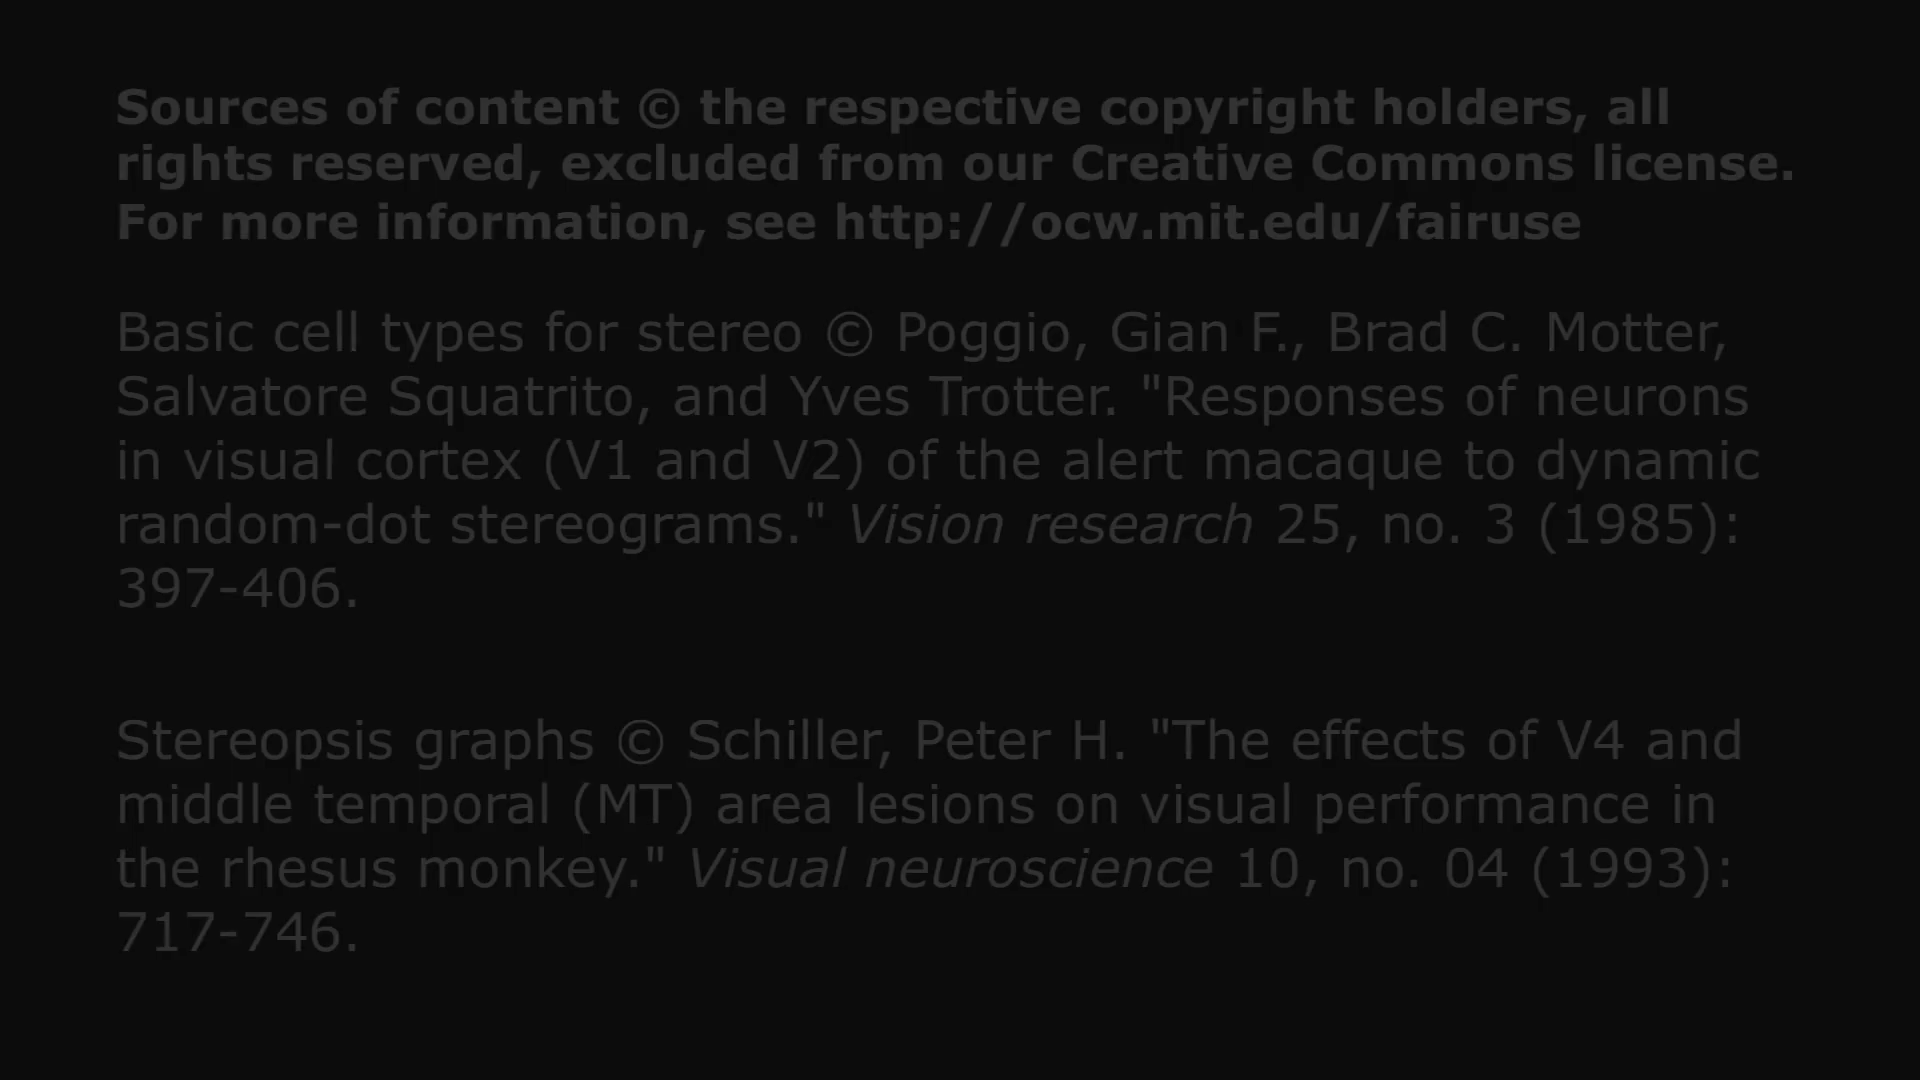 Sources of content © the respective copyright holders, all
rights reserved, excluded from our Creative Commons license.
For more information, see http://ocw.mit.edu/fairuse
Basic cell types for stereo © Poggio, Gian F., Brad C. Motter,
Salvatore Squatrito, and Yves Trotter. "Responses of neurons
in visual cortex (V1 and V2) of the alert macaque to dynamic
random-dot stereograms." Vision research 25, no. 3 (1985):
397-406.
Stereopsis graphs © Schiller, Peter H. "The effects of V4 and
middle temporal (MT) area lesions on visual performance in
the rhesus monkey." Visual neuroscience 10, no. 04 (1993):
717-746.